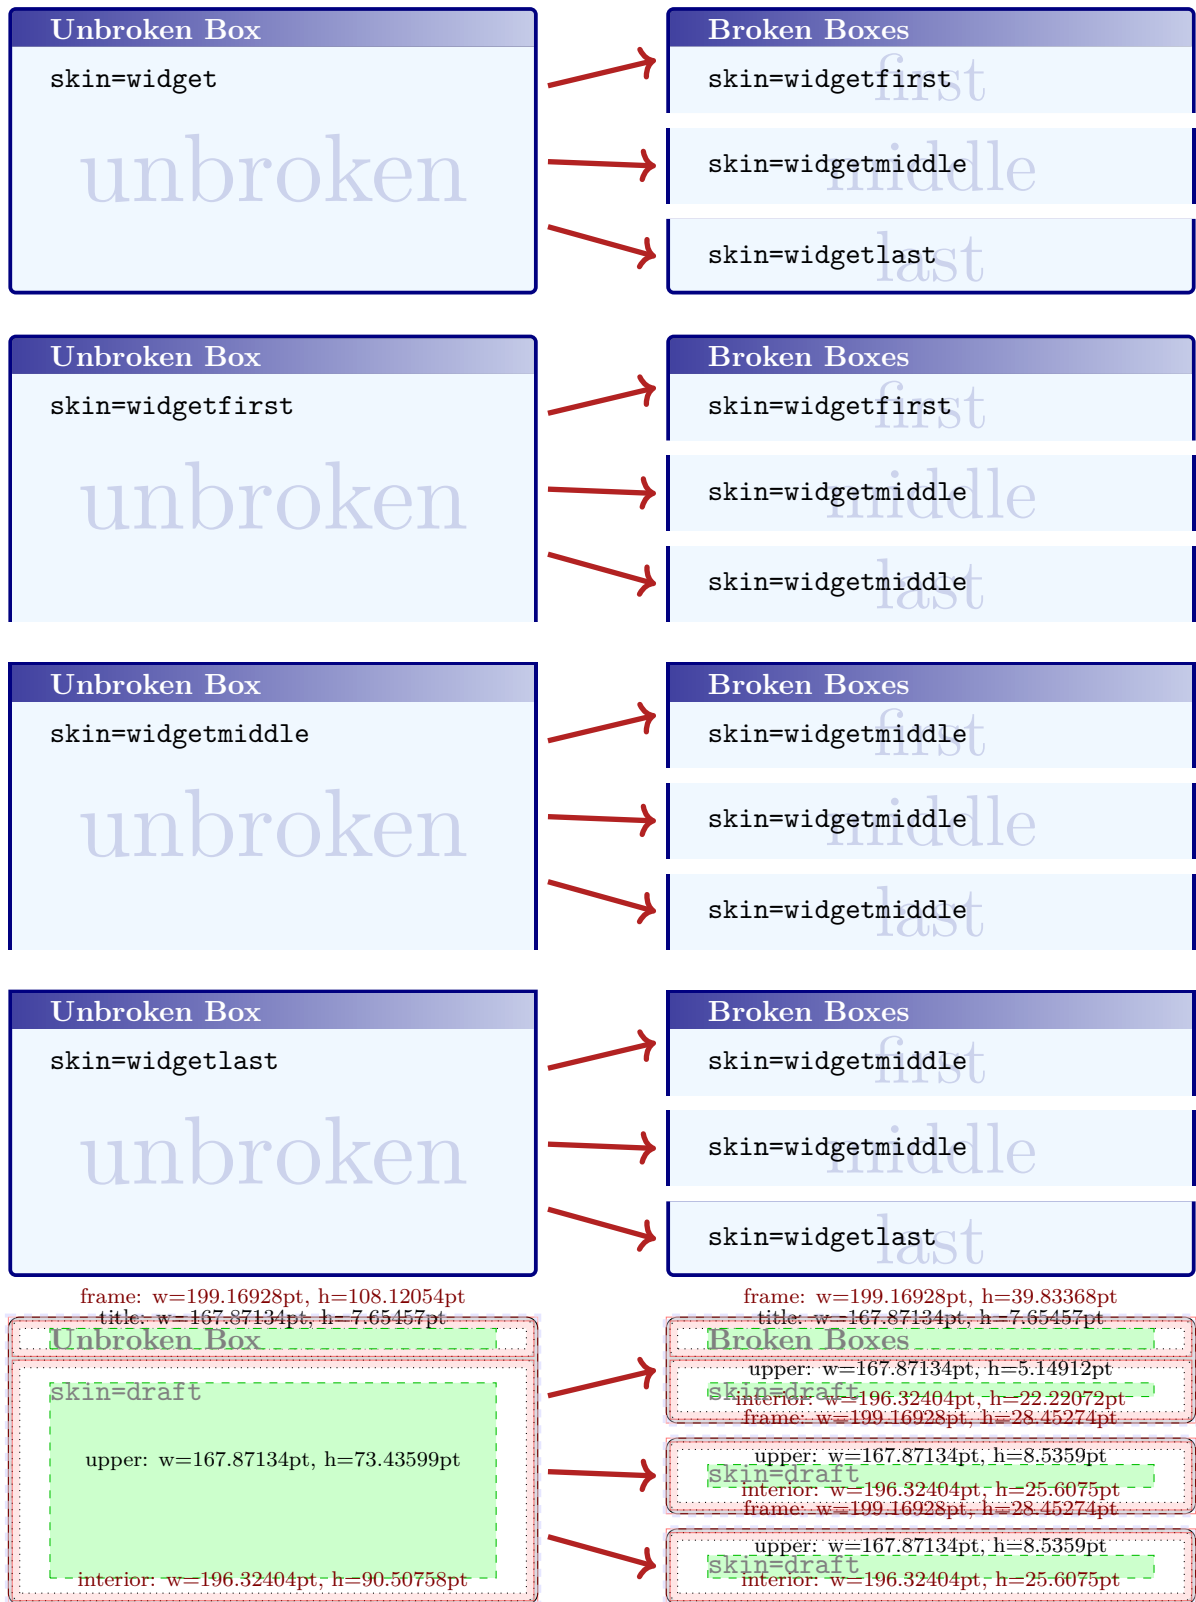 Unbroken Box
skin=widget
unbroken
Broken Boxes
skin=widgetfirst
first
skin=widgetmiddle
middle
skin=widgetlast
last
Unbroken Box
skin=widgetfirst
unbroken
Broken Boxes
skin=widgetfirst
first
skin=widgetmiddle
middle
skin=widgetmiddle
last
Unbroken Box
skin=widgetmiddle
unbroken
Broken Boxes
skin=widgetmiddle
first
skin=widgetmiddle
middle
skin=widgetmiddle
last
Unbroken Box
skin=widgetlast
unbroken
Broken Boxes
skin=widgetmiddle
first
skin=widgetmiddle
middle
skin=widgetlast
last
frame: w=199.16928pt, h=108.12054pt
title: w=167.87134pt, h=7.65457pt
Unbroken Box
skin=draft
upper: w=167.87134pt, h=73.43599pt
interior: w=196.32404pt, h=90.50758pt
frame: w=199.16928pt, h=39.83368pt
title: w=167.87134pt, h=7.65457pt
Broken Boxes
upper: w=167.87134pt, h=5.14912pt
skin=draft
interior: w=196.32404pt, h=22.22072pt
frame: w=199.16928pt, h=28.45274pt
upper: w=167.87134pt, h=8.5359pt
skin=draft
interior: w=196.32404pt, h=25.6075pt
frame: w=199.16928pt, h=28.45274pt
upper: w=167.87134pt, h=8.5359pt
skin=draft
interior: w=196.32404pt, h=25.6075pt